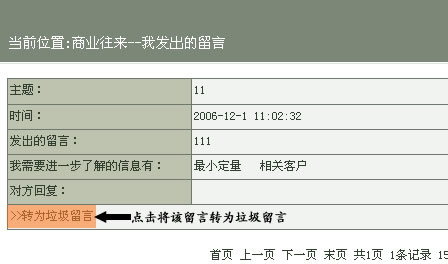 当前位置:商业往来--我发出的留言
主题： 11
时间： 2006-12-1 11:02:32
发出的留言： 111
我需要进一步了解的信息有： 最小定量 相关客户
对方回复：
>>转为垃圾留言 点击将该留言转为垃圾留言
首页 上一页 下一页 末页 共1页 1条记录 15